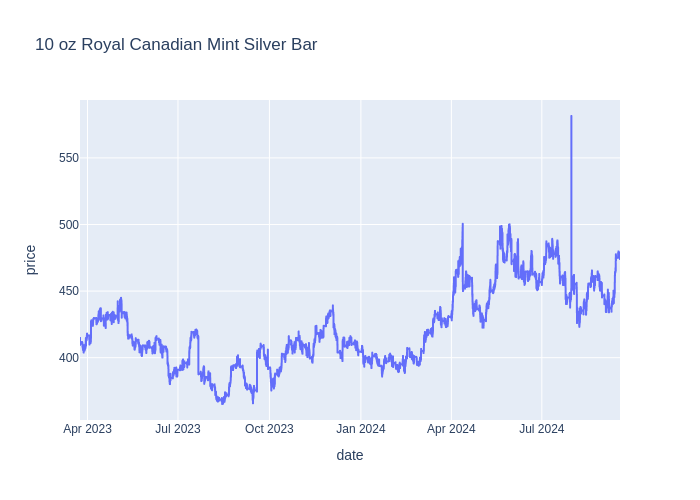 10 oz Royal Canadian Mint Silver Bar
550
500
450
400
price
Apr 2023 Jul 2023 Oct 2023 Jan 2024 Apr 2024 Jul 2024
date